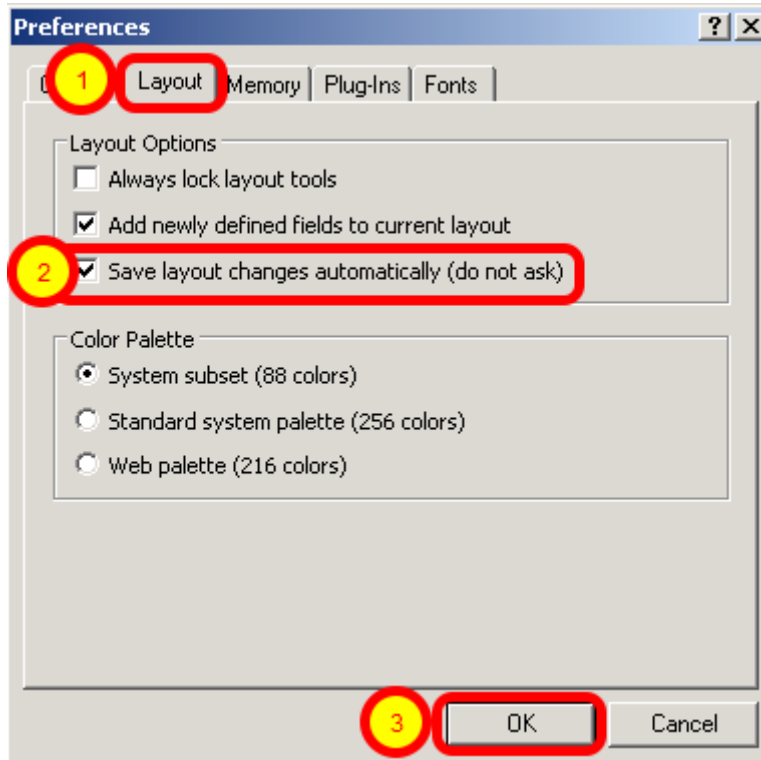 Preferences
? X
1 Layout Memory Plug-Ins Fonts
Layout Options
Always lock layout tools
Add newly defined fields to current layout
2 Save layout changes automatically (do not ask)
Color Palette
System subset (88 colors)
Standard system palette (256 colors)
Web palette (216 colors)
3 OK Cancel